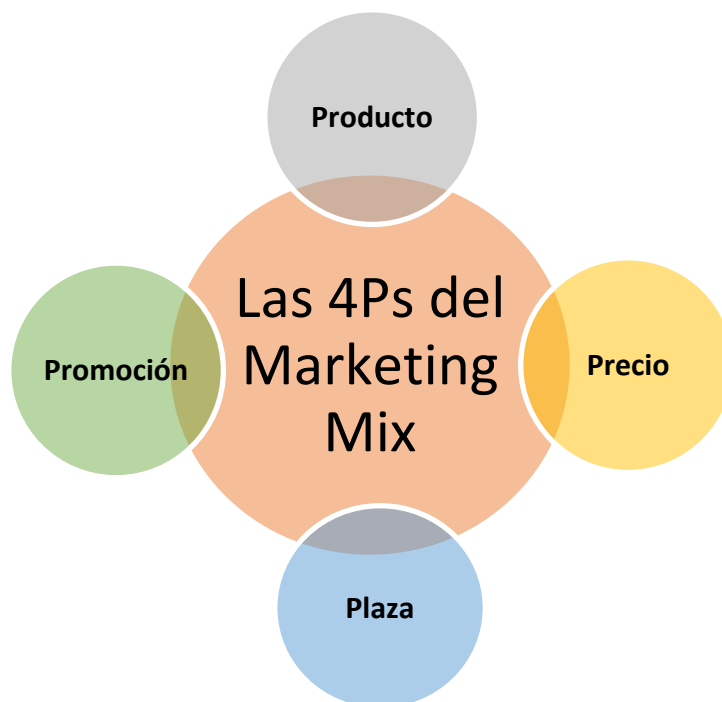 Producto
Las 4Ps del
Marketing
Mix
Promoción
Precio
Plaza